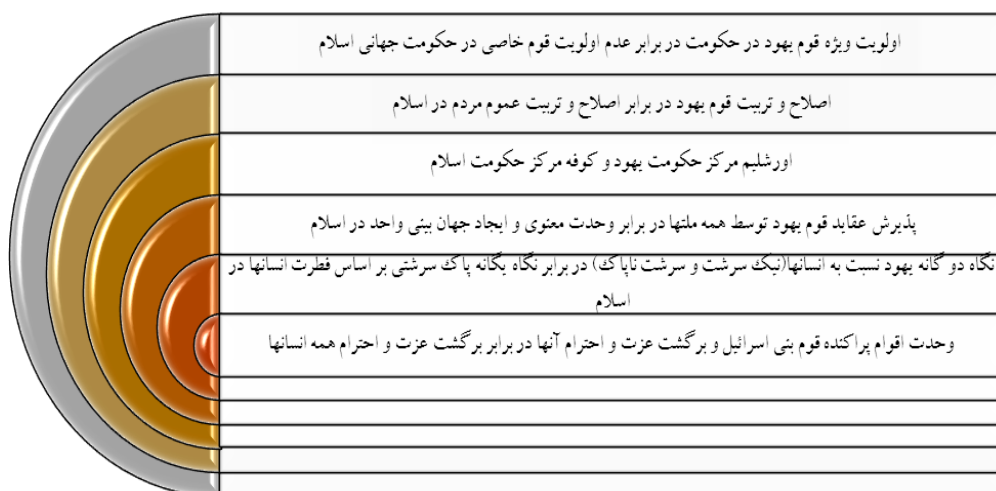 اولویت ویژه قوم یهود در حکومت در برابر عدم اولویت قوم خاصی در حکومت جهانی اسلام
اصلاح و تربیت قوم یهود در برابر اصلاح و تربیت عموم مردم در اسلام
اورشلیم مرکز حکومت یهود و کوفه مرکز حکومت اسلام
پذیرش عقاید قوم یهود توسط همه ملتها در برابر وحدت معنوی و ایجاد جهان بینی واحد در اسلام
نگاه دو گانه یهود نسبت به انسانها(نیک سرشت و سرشت ناپاک) در برابر نگاه یگانه پاک سرشتی بر اساس فطرت انسانها در
اسلام
وحدت اقوام پراکنده قوم بنی اسرائیل و برگشت عزت و احترام آنها در برابر برگشت عزت و احترام همه انسانها